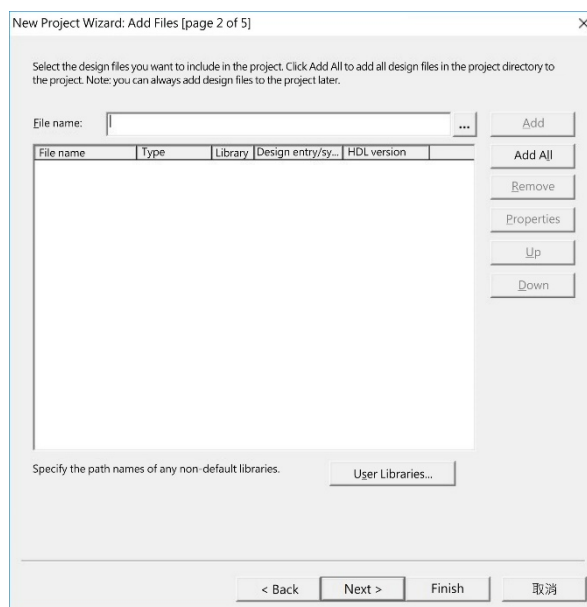 New Project Wizard: Add Files [page 2 of 5]
Select the design files you want to include in the project. Click Add All to add all design files in the project directory to
the project. Note: you can always add design files to the project later.
File name:
...
Add
File name Type Library Design entry/sy... HDL version
Add All
Remove
Properties
Up
Down
Specify the path names of any non-default libraries.
User Libraries...
< Back Next > Finish 取消